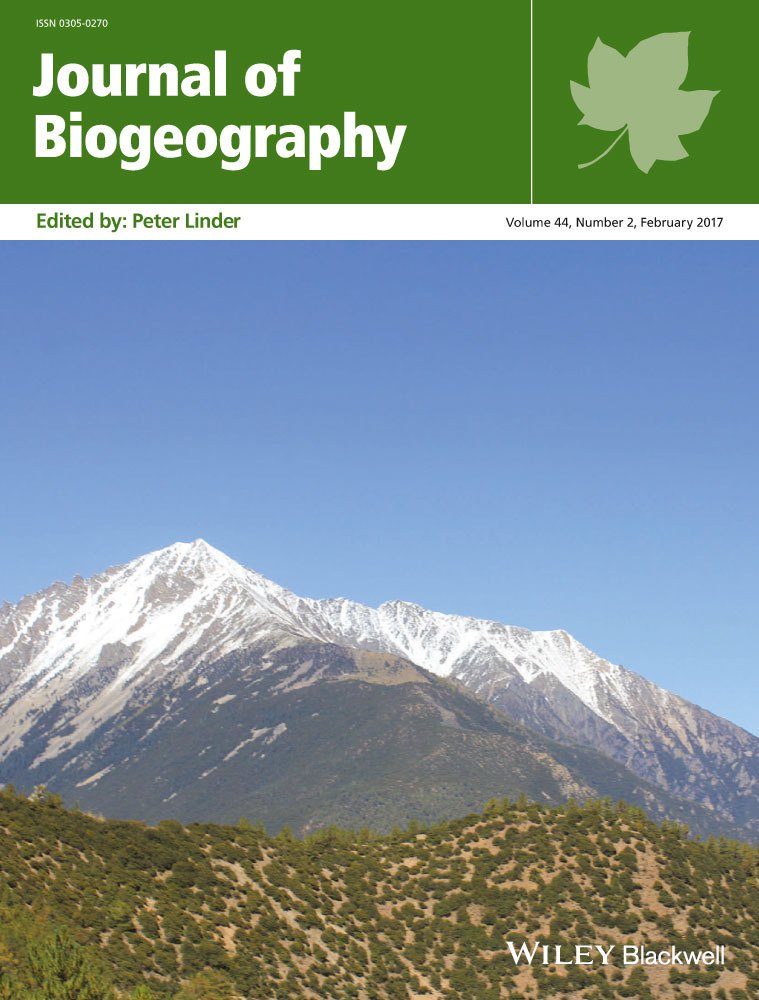 ISSN 0305-0270
Journal of
Biogeography
Edited by: Peter Linder
Volume 44, Number 2, February 2017
WILEY Blackwell